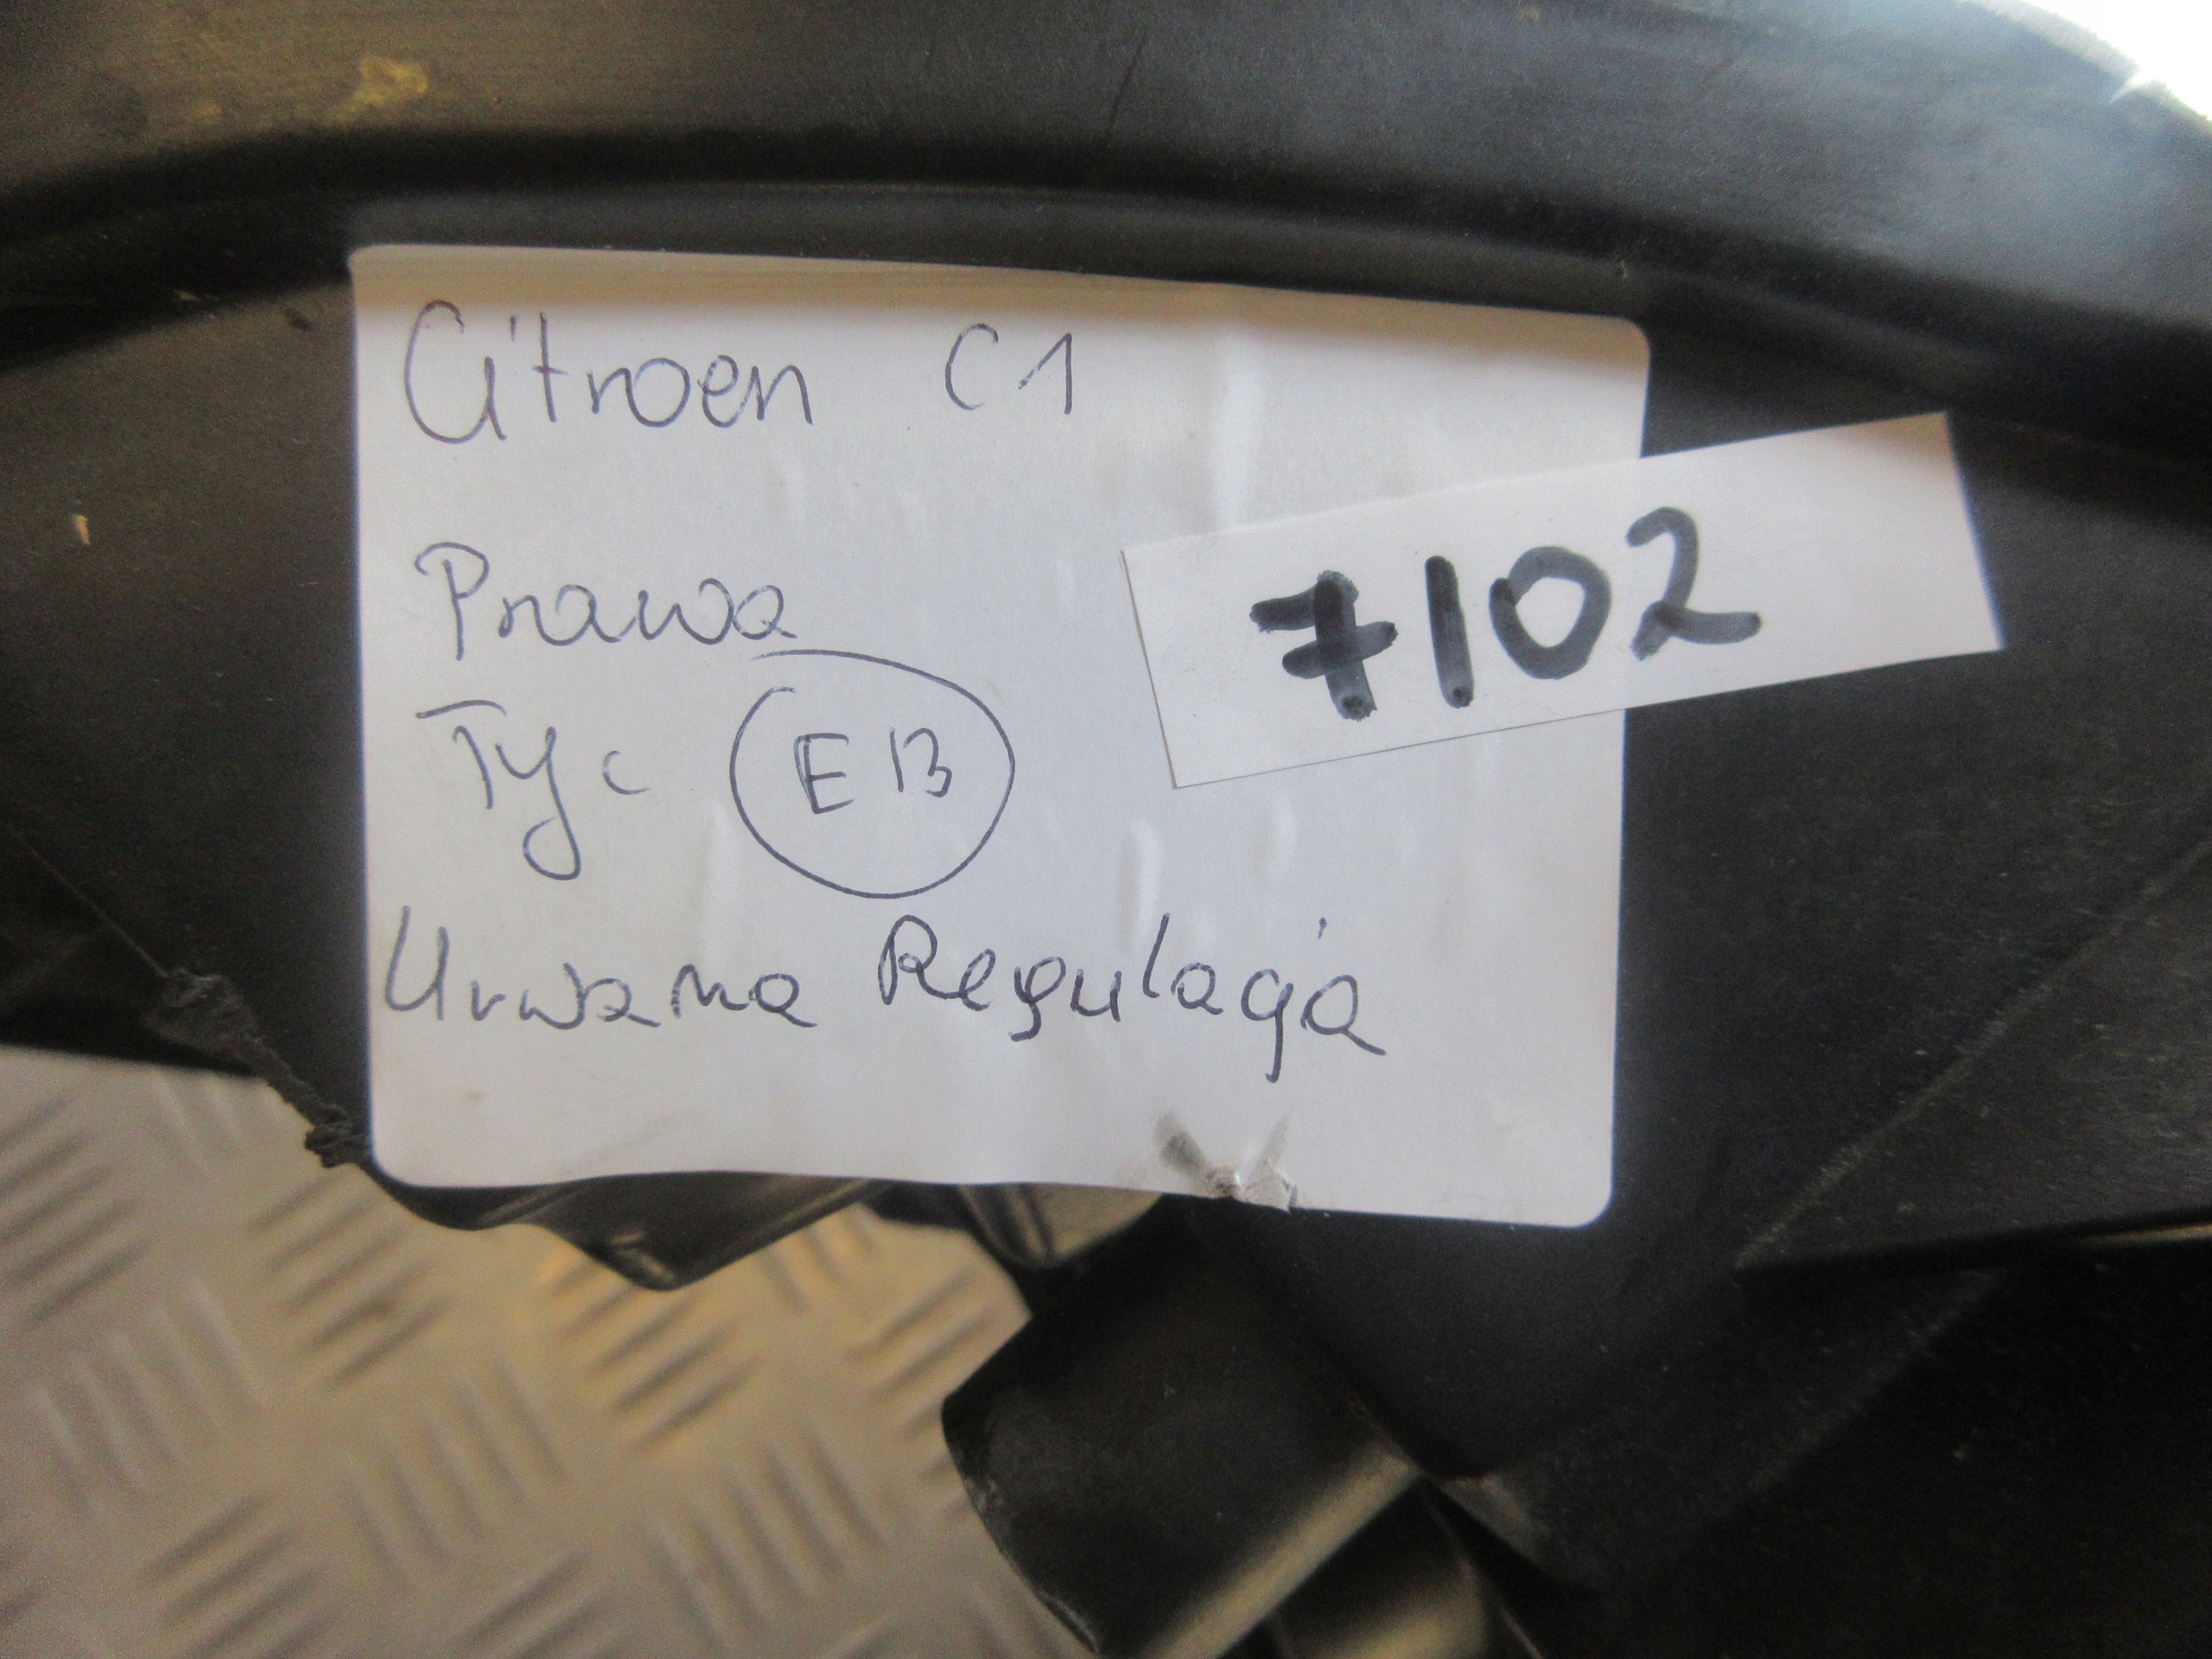 Citroen C1
7102
Prawa
Tyc E13
Urwana Regulacja